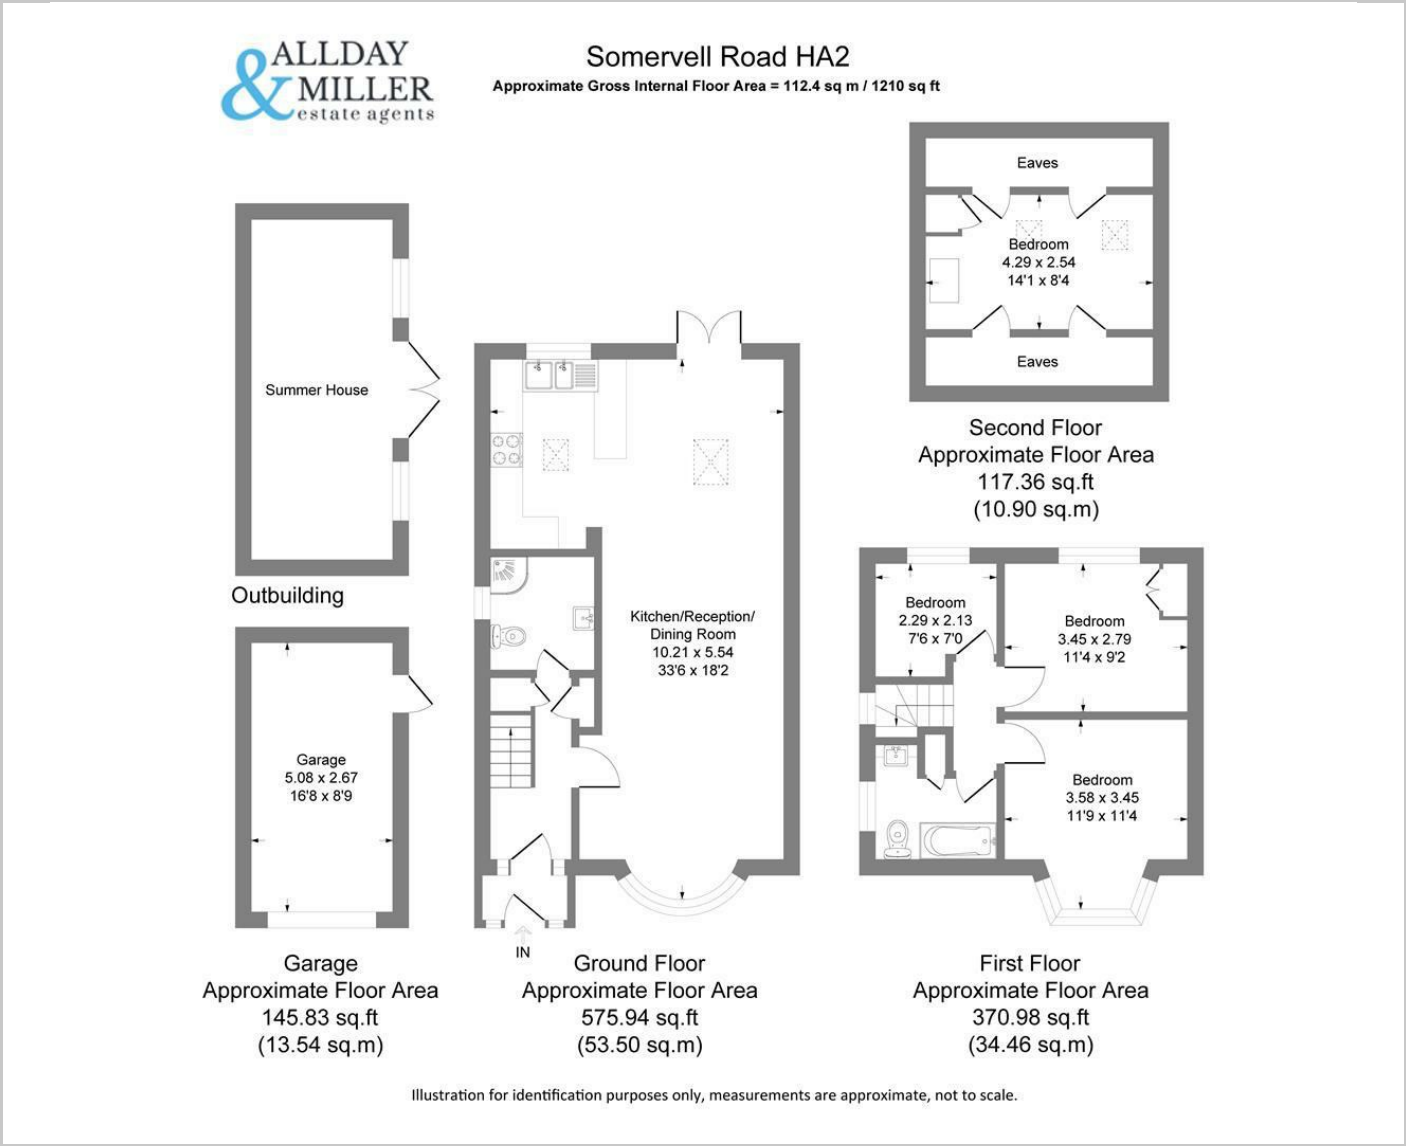 ALLDAY
& MILLER
estate agents
Somervell Road HA2
Approximate Gross Internal Floor Area = 112.4 sq m / 1210 sq ft
Eaves
Bedroom
4.29 x 2.54
14'1 x 8'4
Eaves
Second Floor
Approximate Floor Area
117.36 sq.ft
(10.90 sq.m)
Summer House
Outbuilding
Garage
5.08 x 2.67
16'8 x 8'9
Garage
Approximate Floor Area
145.83 sq.ft
(13.54 sq.m)
Kitchen/Reception/
Dining Room
10.21 x 5.54
33'6 x 18'2
IN
Ground Floor
Approximate Floor Area
575.94 sq.ft
(53.50 sq.m)
Bedroom
2.29 x 2.13
7'6 x 7'0
Bedroom
3.45 x 2.79
11'4 x 9'2
Bedroom
3.58 x 3.45
11'9 x 11'4
First Floor
Approximate Floor Area
370.98 sq.ft
(34.46 sq.m)
Illustration for identification purposes only, measurements are approximate, not to scale.